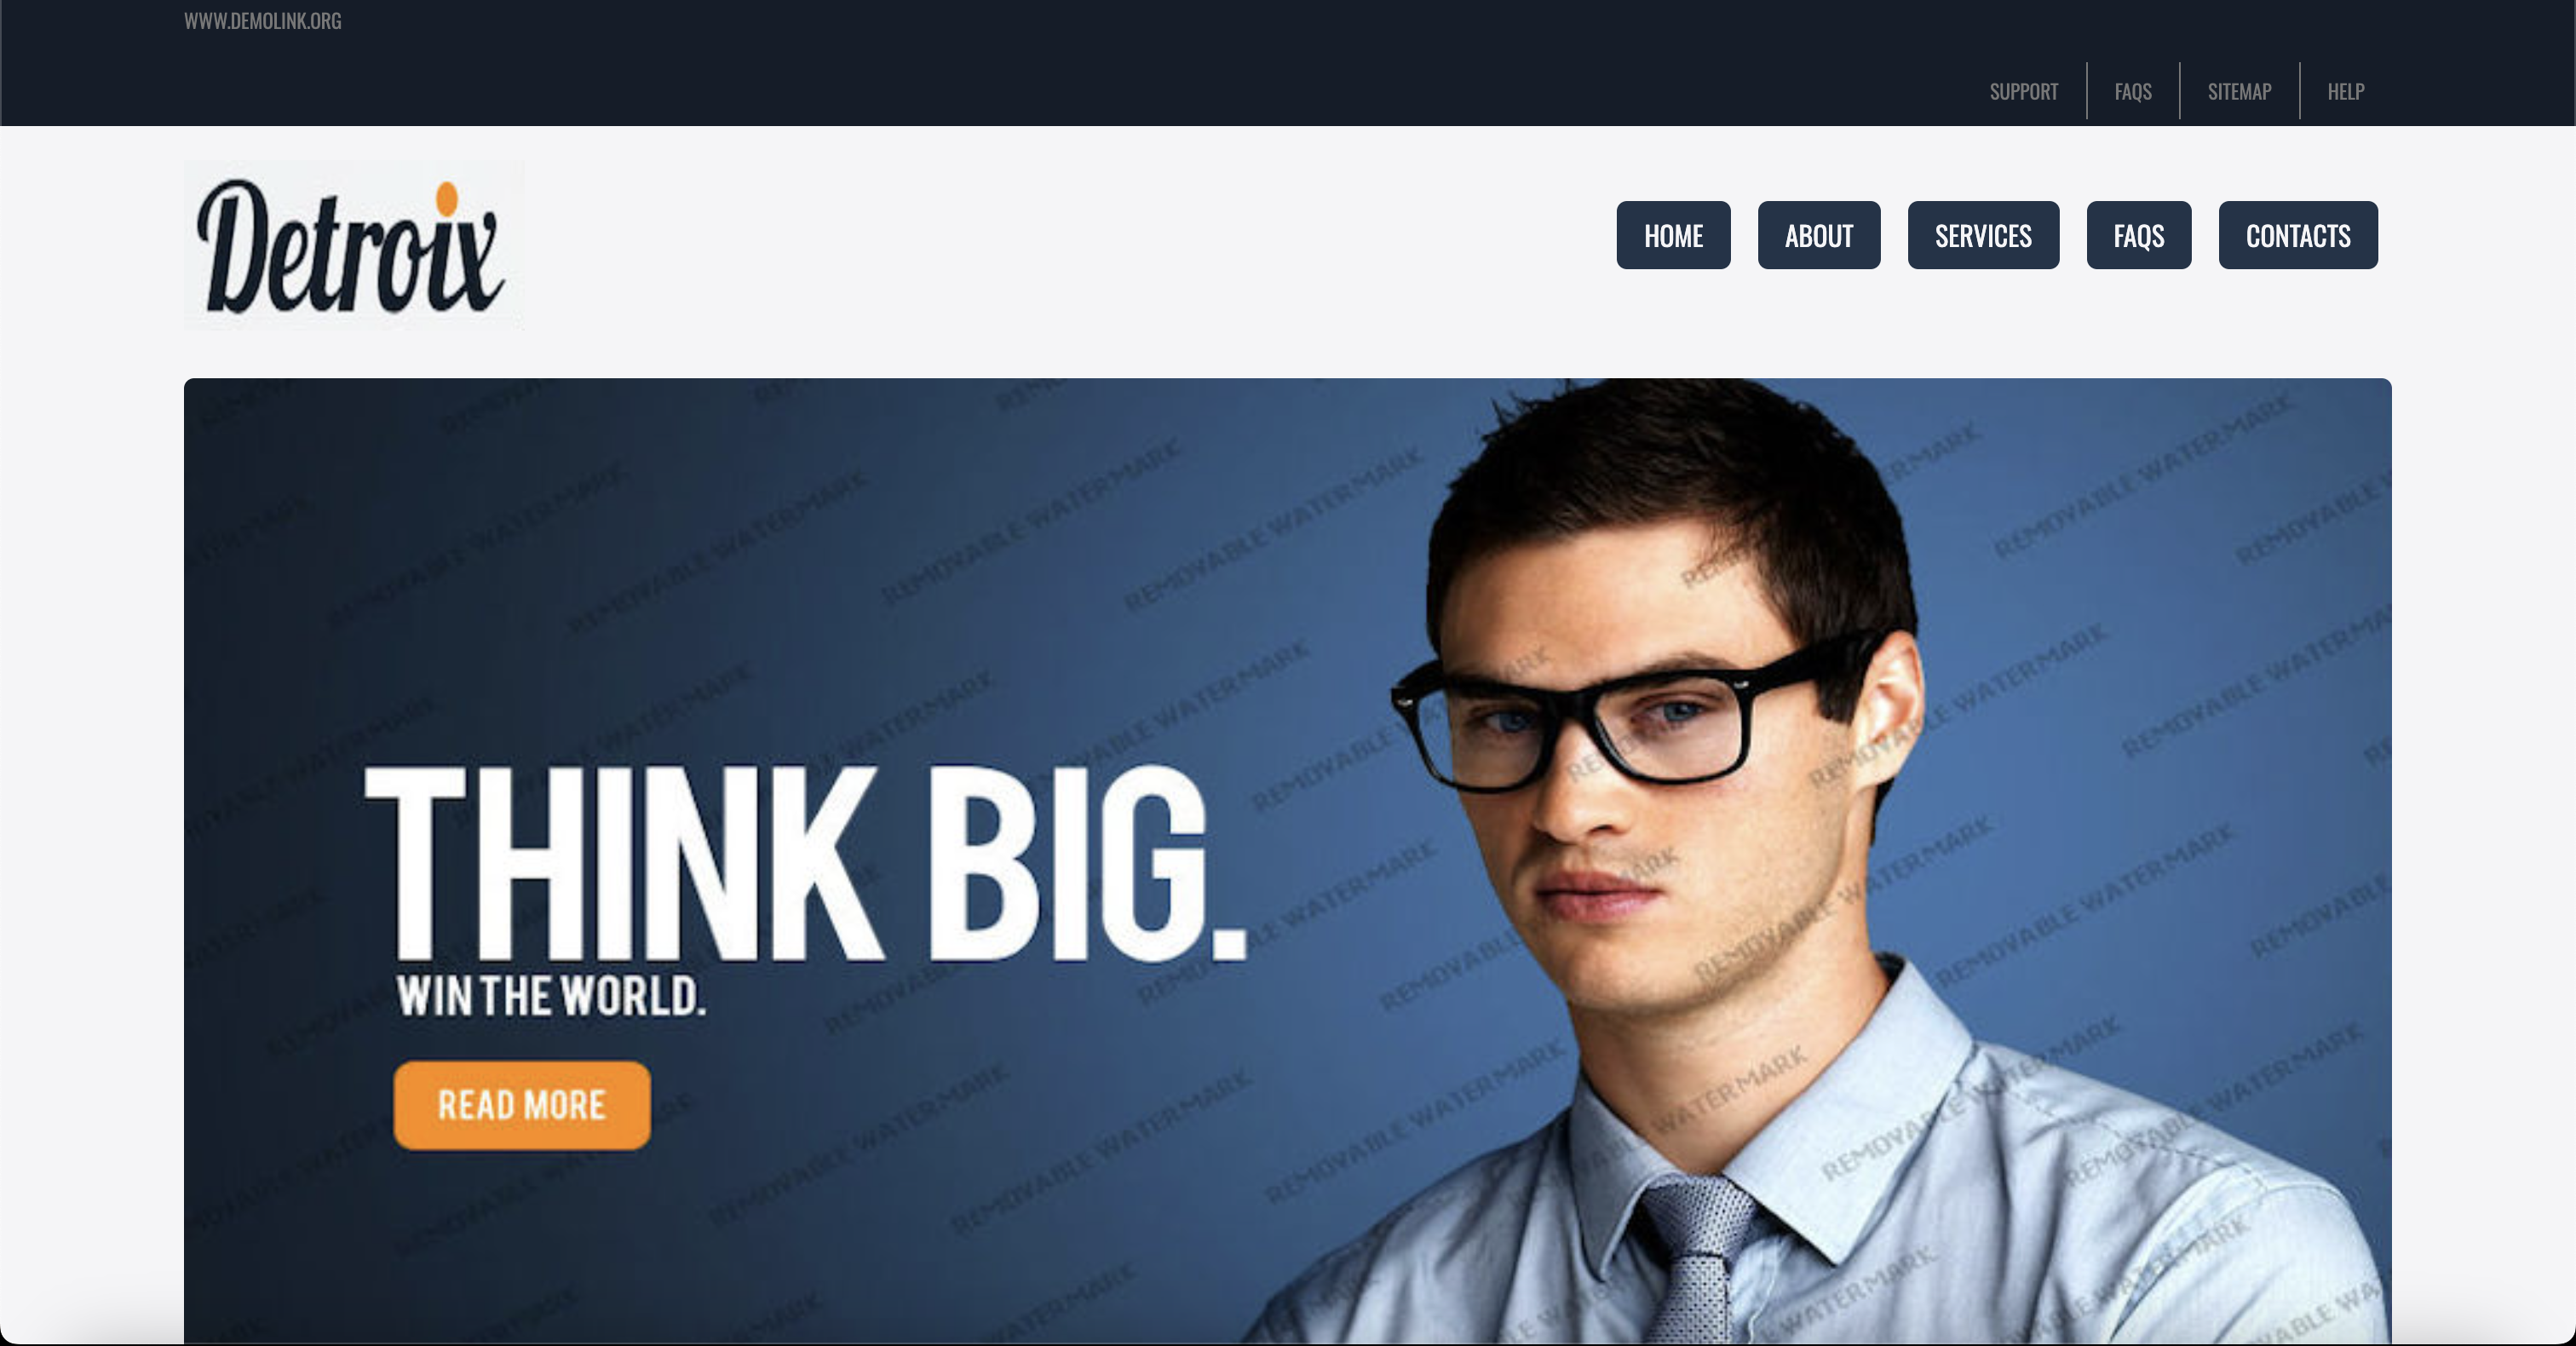 WWW.DEMOLINK.ORG
SUPPORT FAQS SITEMAP HELP
Detroix
HOME ABOUT SERVICES FAQS CONTACTS
REMOVABLE WATERMARK
THINK BIG.
WIN THE WORLD.
READ MORE